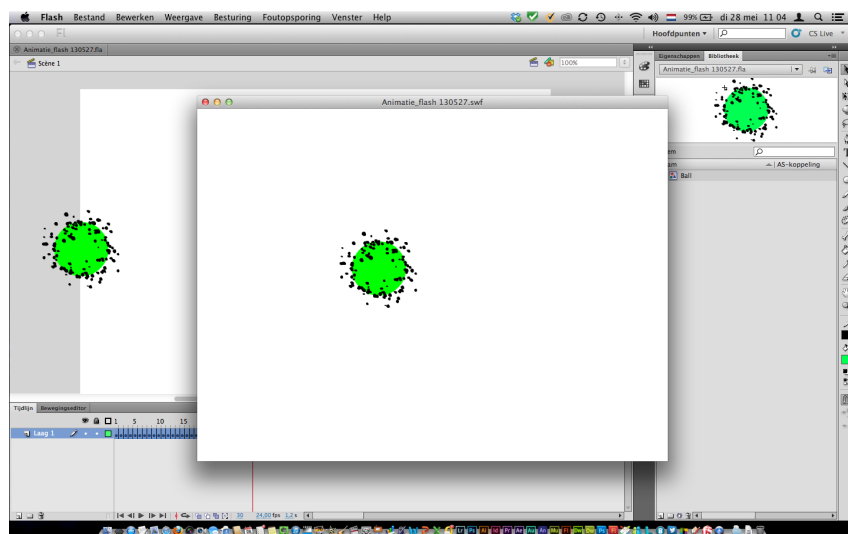 Flash Bestand Bewerken Weergave Besturing Foutopsporing Venster Help 99% di 28 mei 11 04
Fl Hoofdpunten CS Live
Animatie_flash 130527.fla
Scène 1 100%
Eigenschappen Bibliotheek
Animatie_flash 130527.fla
Animatie_flash 130527.swf
AS-koppeling
Ball
Tijdlijn Bewegingseditor
1 5 10 15
Laag 1
30 24,00 fps 1,2 s